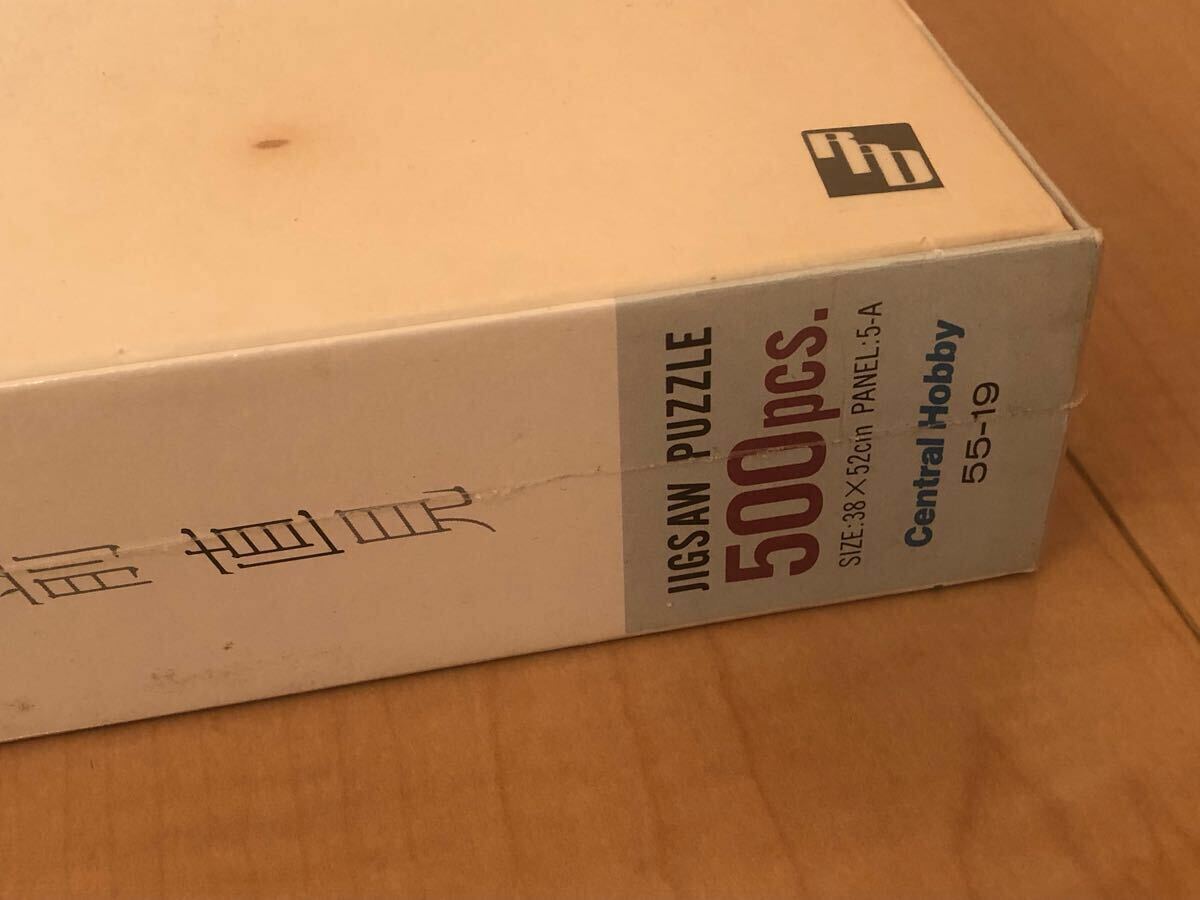 JIGSAW PUZZLE
500pcs.
SIZE:38×52cm PANEL:5-A
Central Hobby
55-19